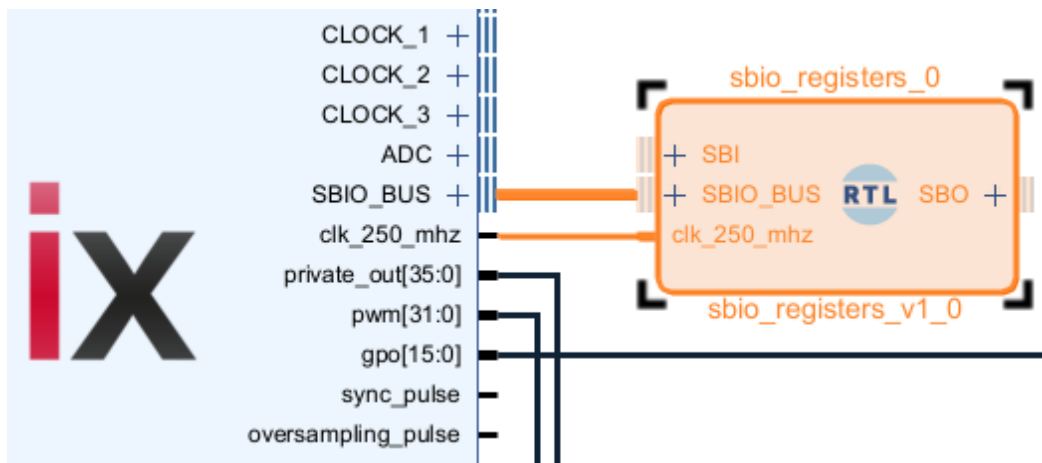 CLOCK_1
CLOCK_2
CLOCK_3
ADC
SBIO_BUS
clk_250_mhz
private_out[35:0]
pwm[31:0]
gpo[15:0]
sync_pulse
oversampling_pulse
ix
sbio_registers_0
SBI
SBIO_BUS
clk_250_mhz
RTL
SBO
sbio_registers_v1_0